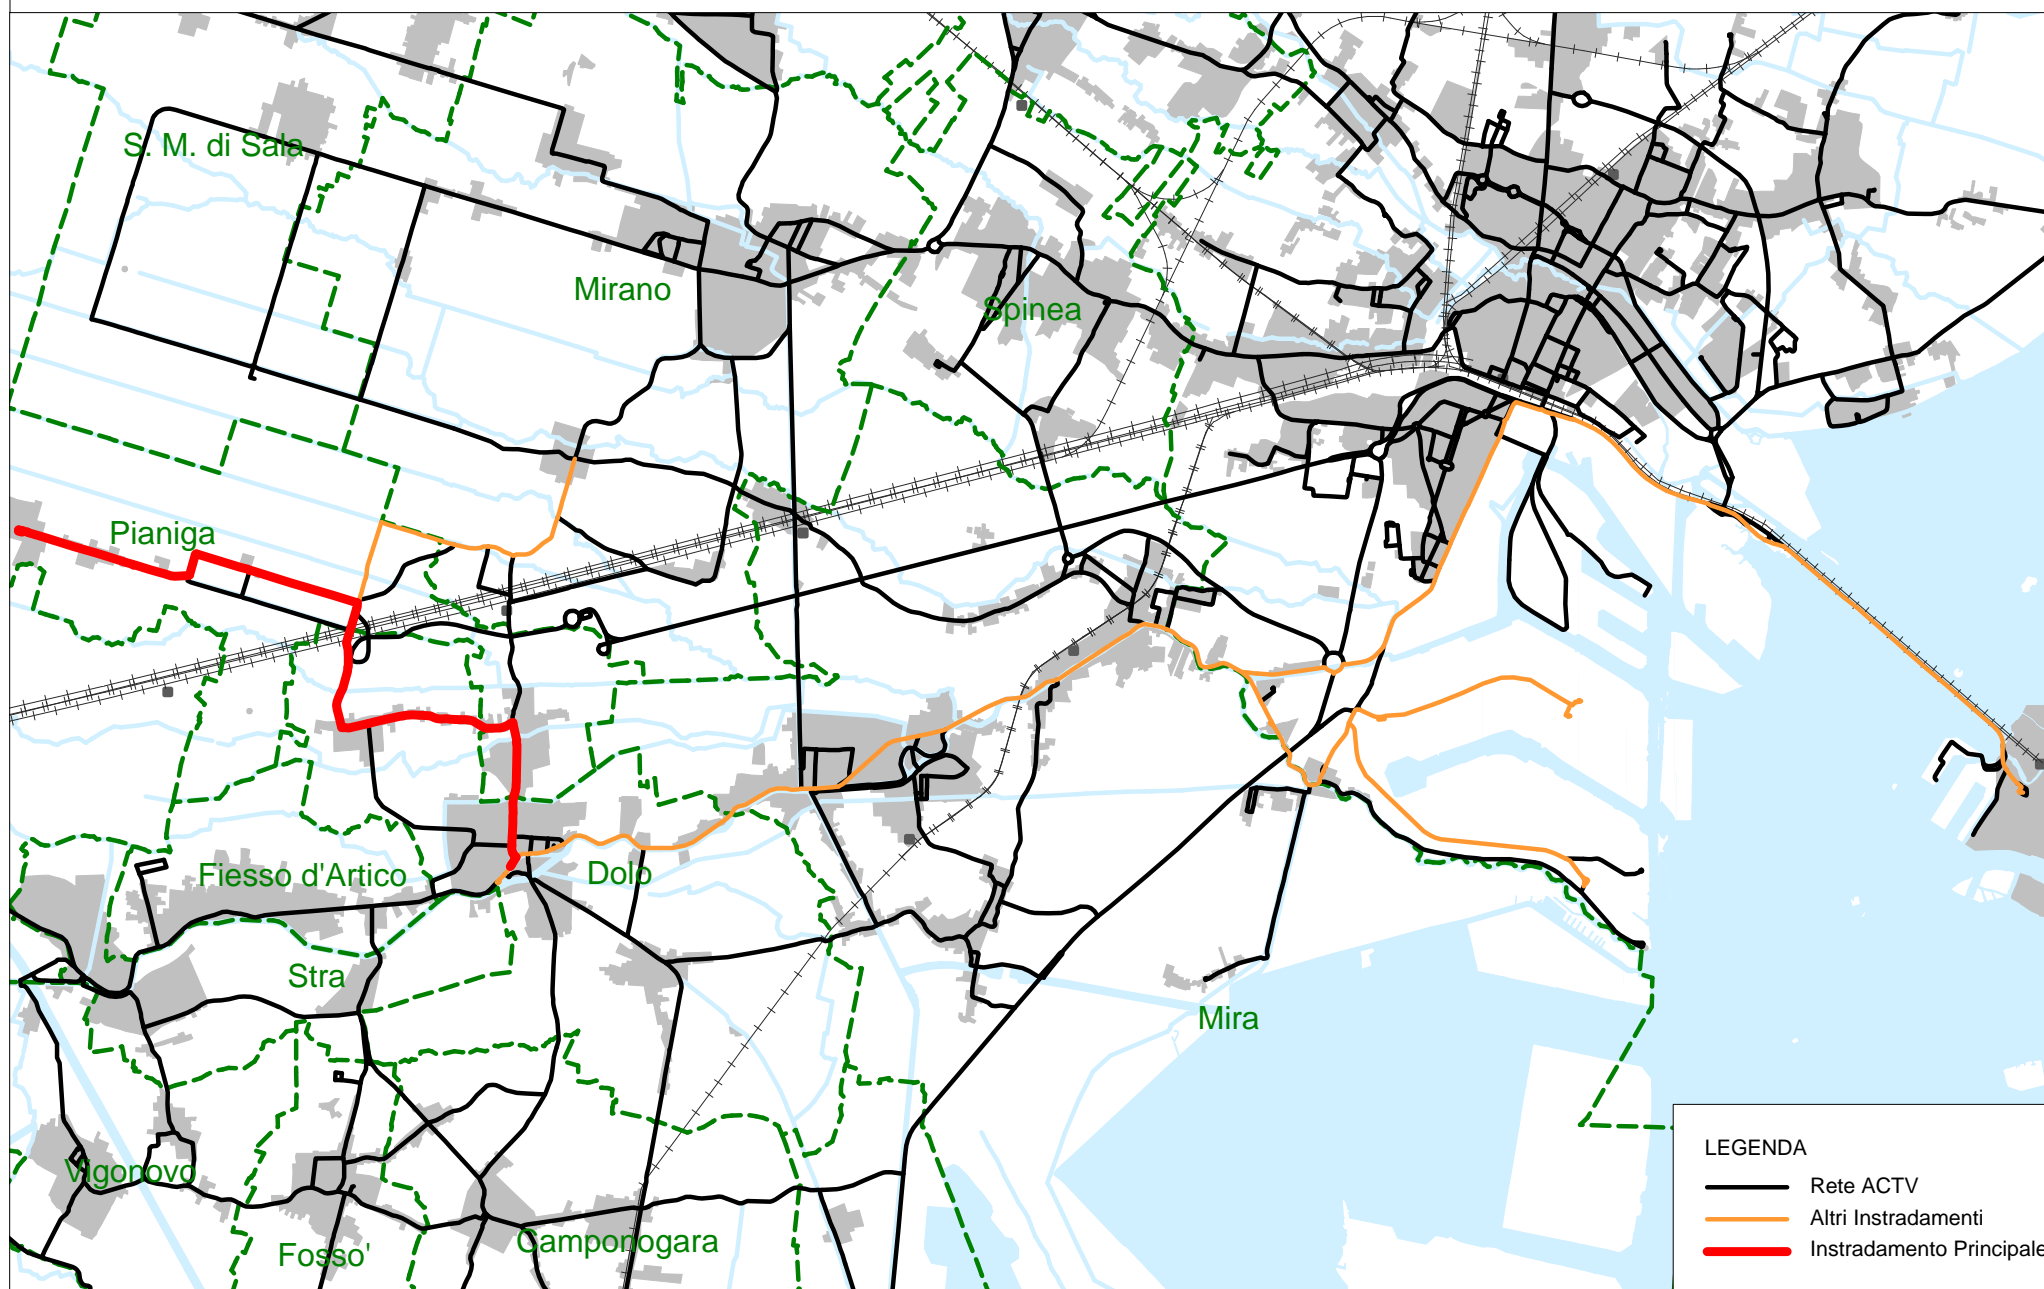 S. M. di Sala
Mirano
Spinea
Pianiga
Fiesso d'Artico
Dolo
Stra
Mira
Vigonovo
Fosso'
Camponogara
LEGENDA
Rete ACTV
Altri Instradamenti
Instradamento Principale